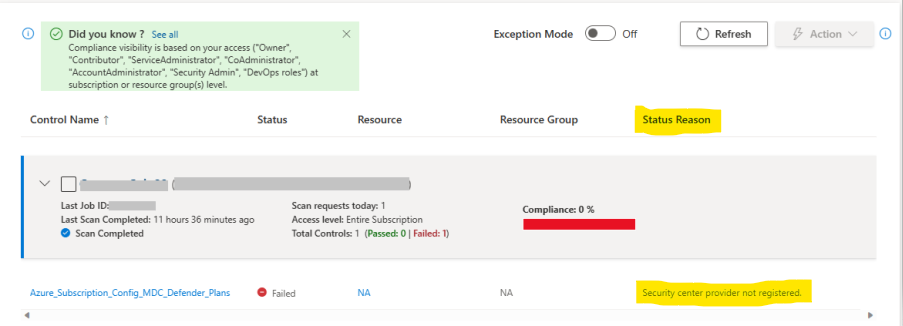 Did you know ? See all
Compliance visibility is based on your access ("Owner",
"Contributor", "ServiceAdministrator", "CoAdministrator",
"AccountAdministrator", "Security Admin", "DevOps roles") at
subscription or resource group(s) level.
Exception Mode Off Refresh Action
Control Name ↑ Status Resource Resource Group Status Reason
(
)
Last Job ID:
Last Scan Completed: 11 hours 36 minutes ago
Scan Completed
Scan requests today: 1
Access level: Entire Subscription
Total Controls: 1 (Passed: 0 | Failed: 1)
Compliance: 0 %
Azure_Subscription_Config_MDC_Defender_Plans Failed NA NA Security center provider not registered.